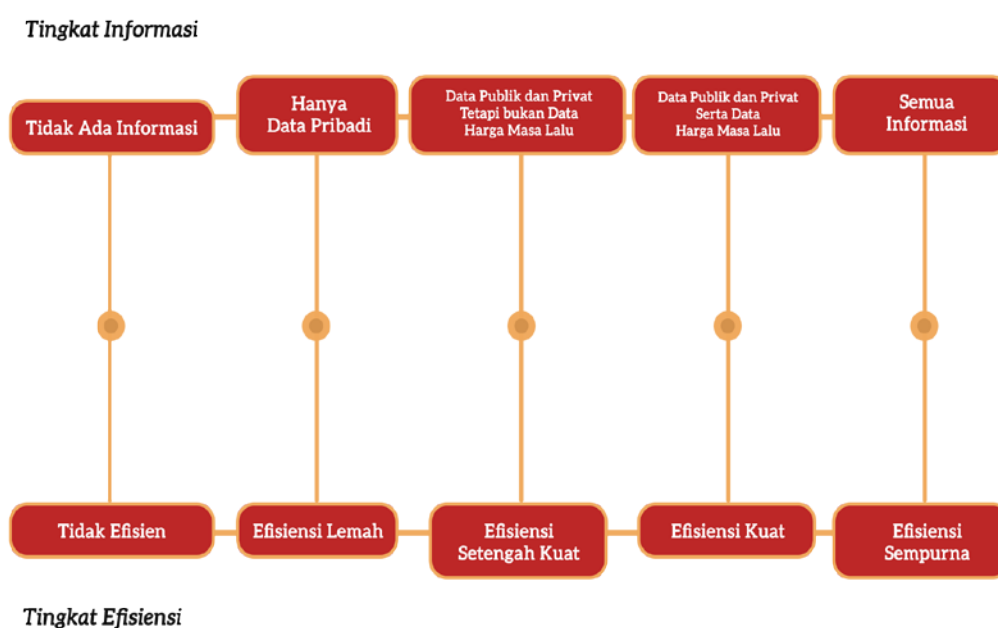 Tingkat Informasi
Tidak Ada Informasi
Hanya
Data Pribadi
Data Publik dan Privat
Tetapi bukan Data
Harga Masa Lalu
Data Publik dan Privat
Serta Data
Harga Masa Lalu
Semua
Informasi
Tidak Efisien
Efisiensi Lemah
Efisiensi
Setengah Kuat
Efisiensi Kuat
Efisiensi
Sempurna
Tingkat Efisiensi